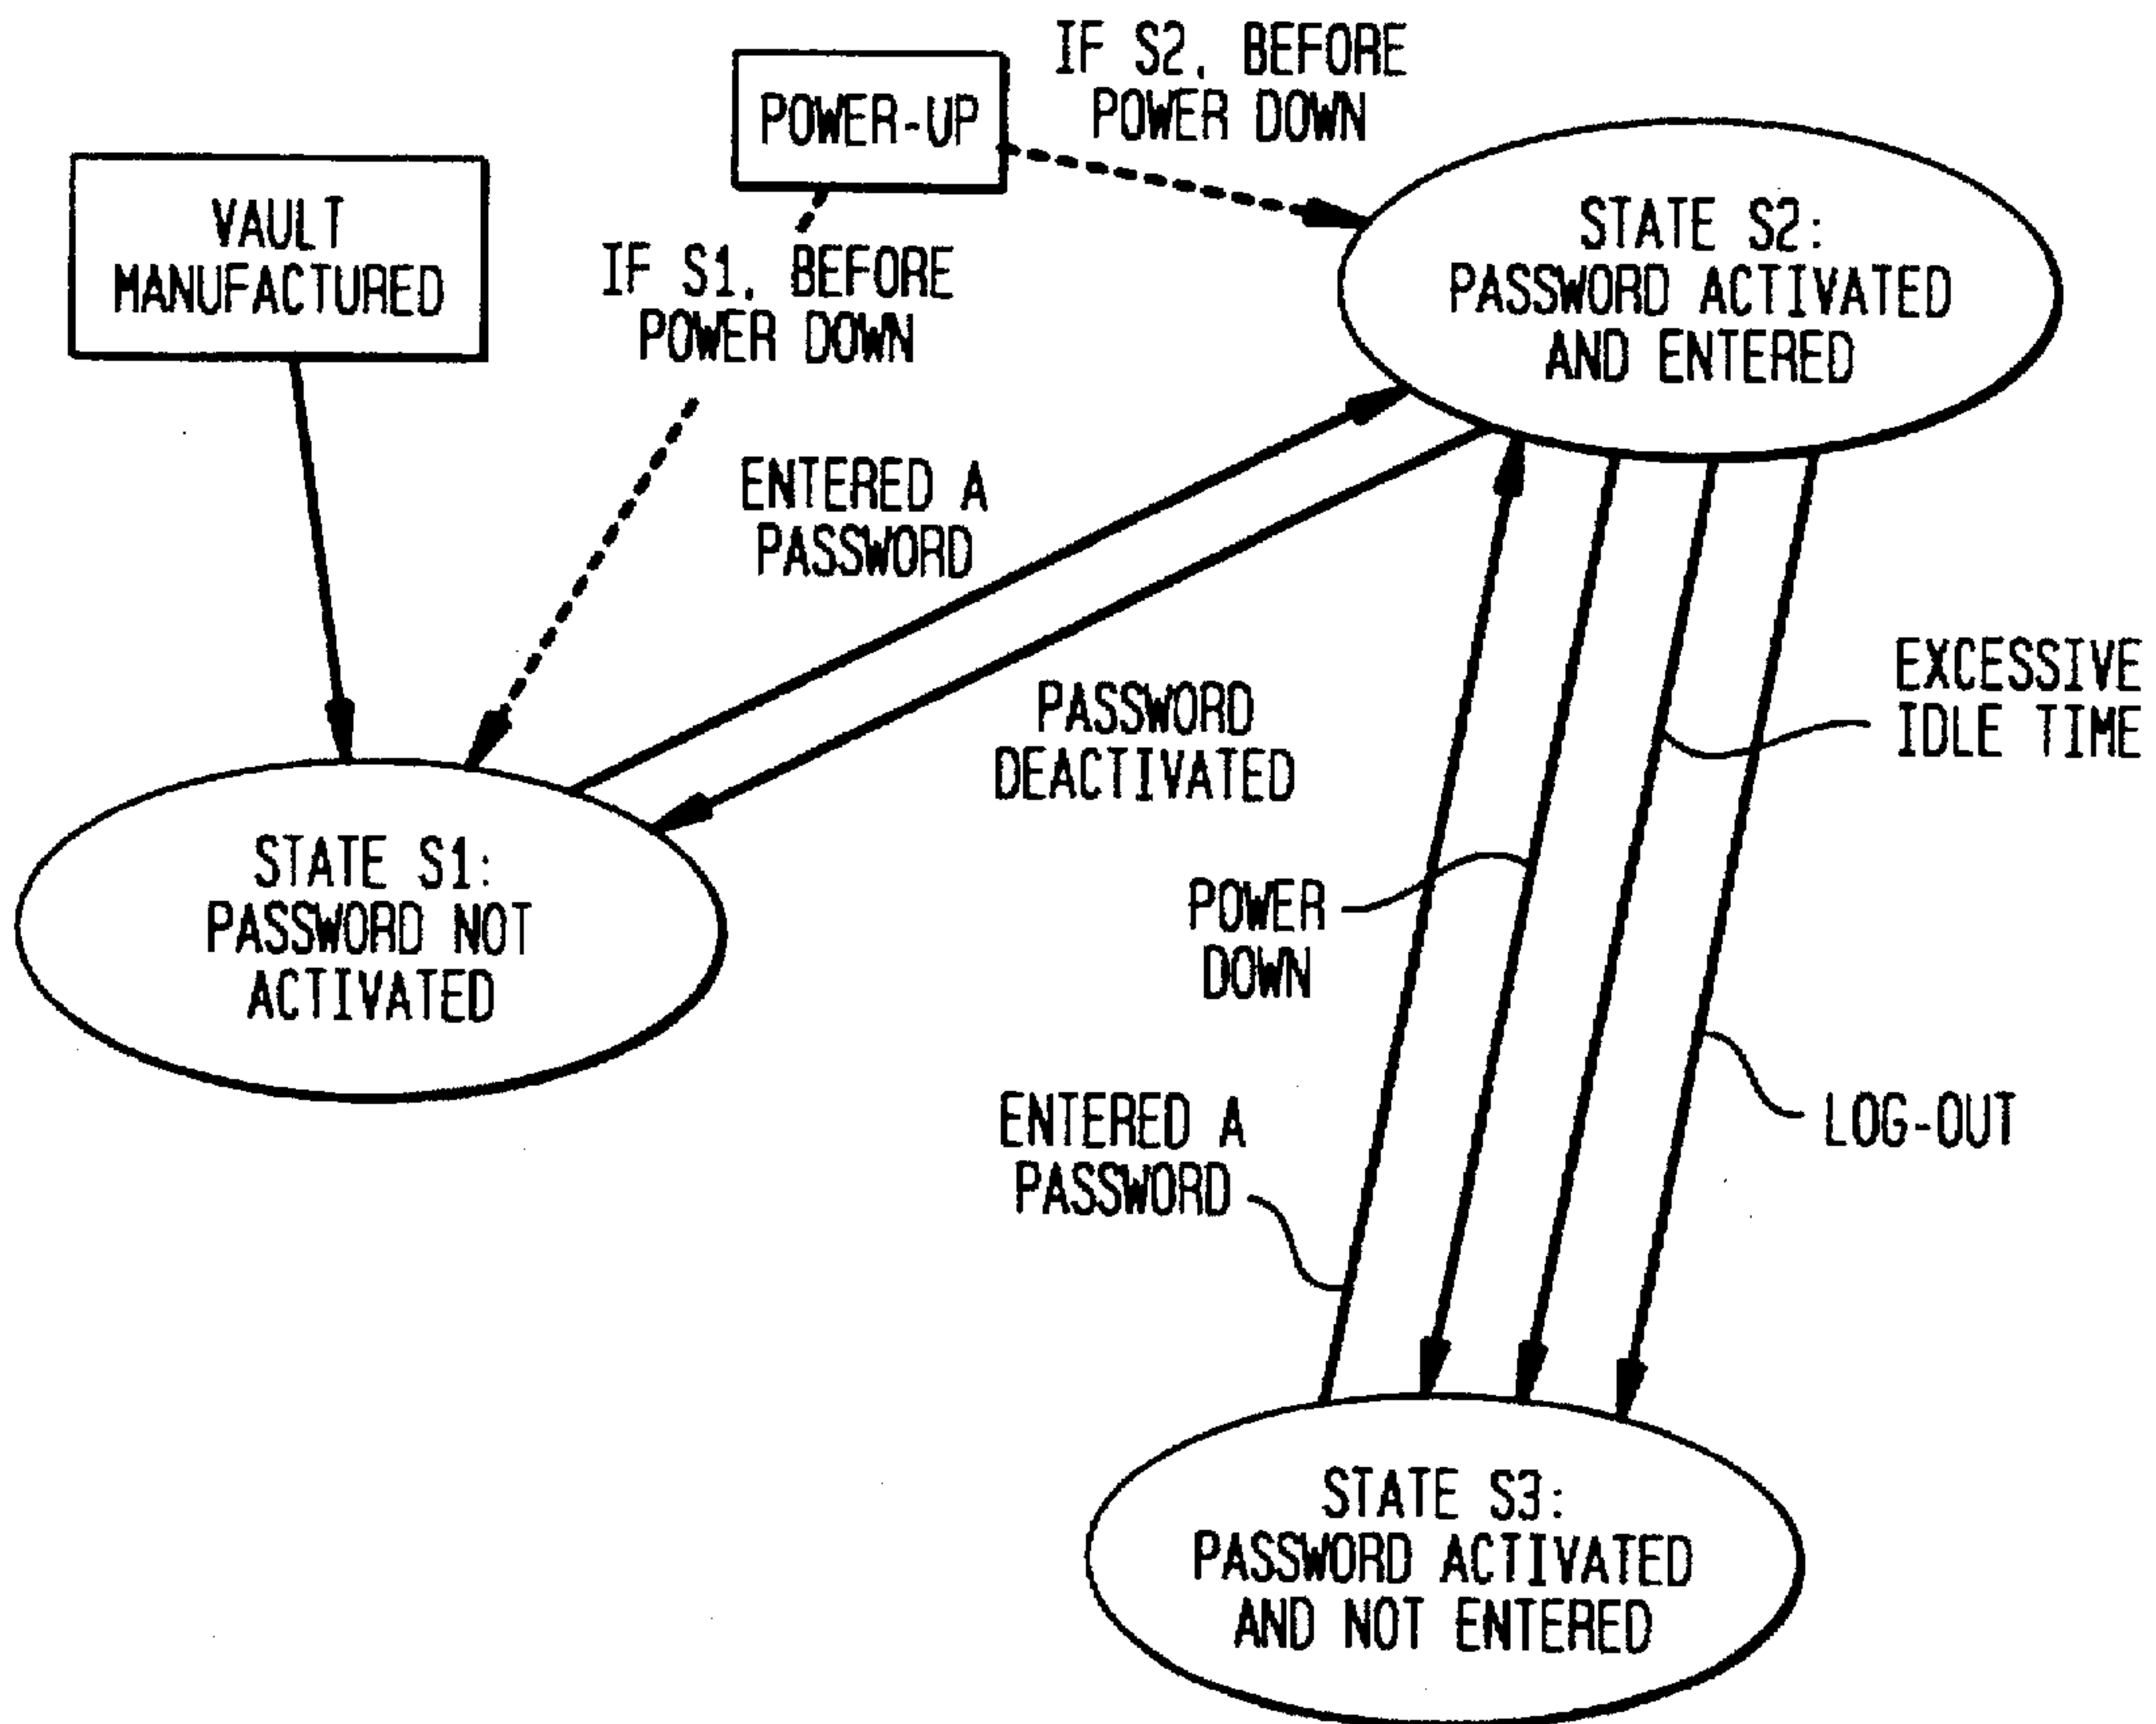 IF S2, BEFORE
POWER DOWN
POWER-UP
VAULT
MANUFACTURED
IF S1, BEFORE
POWER DOWN
STATE S2:
PASSWORD ACTIVATED
AND ENTERED
ENTERED A
PASSWORD
PASSWORD
DEACTIVATED
EXCESSIVE
IDLE TIME
STATE S1:
PASSWORD NOT
ACTIVATED
POWER
DOWN
ENTERED A
PASSWORD
LOG-OUT
STATE S3:
PASSWORD ACTIVATED
AND NOT ENTERED